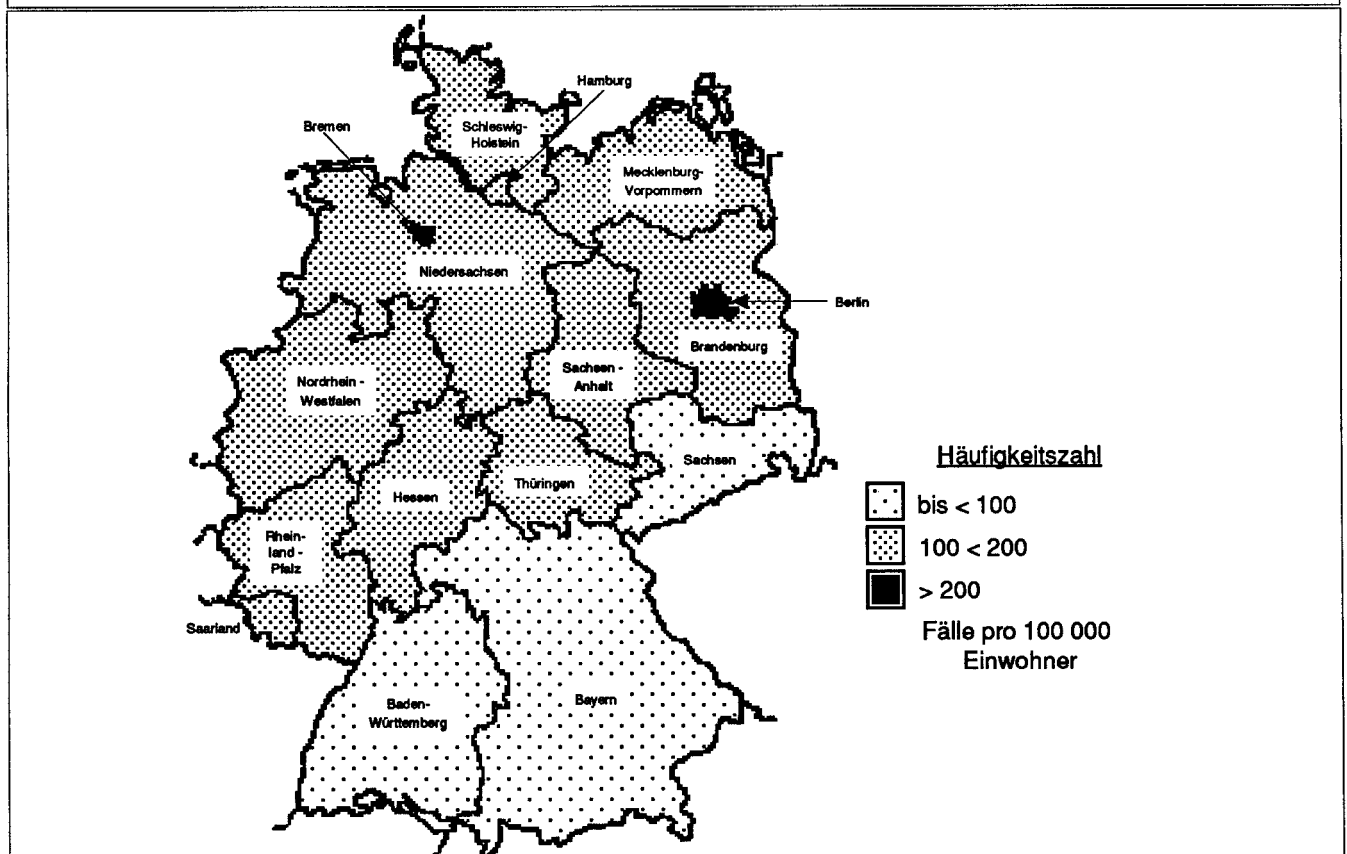 Hamburg
Bremen
Schleswig-
Holstein
Mecklenburg-
Vorpommern
Niedersachsen
Berlin
Brandenburg
Nordrhein -
Westfalen
Sachsen -
Anhalt
Sachsen
Hessen
Thüringen
Rhein-
land -
Pfalz
Saarland
Baden-
Württemberg
Bayern
Häufigkeitszahl
bis < 100
100 < 200
> 200
Fälle pro 100 000
Einwohner